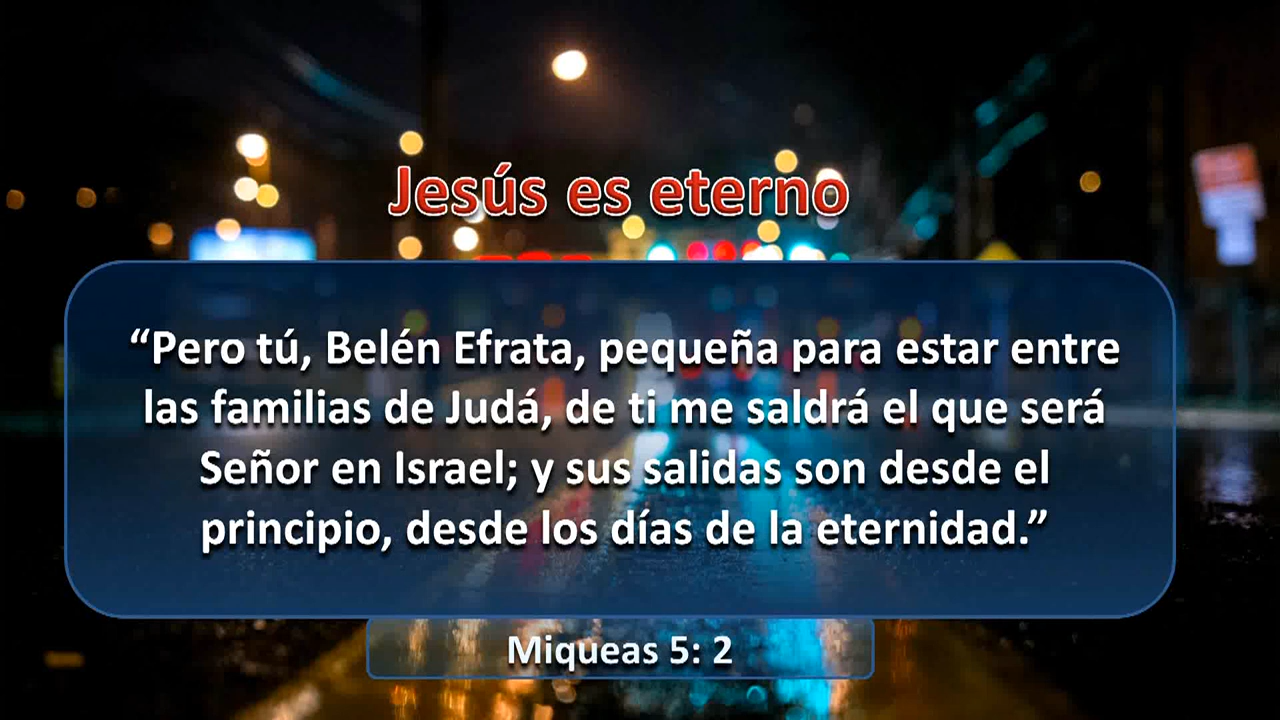 Jesús es eterno
“Pero tú, Belén Efrata, pequeña para estar entre
las familias de Judá, de ti me saldrá el que será
Señor en Israel; y sus salidas son desde el
principio, desde los días de la eternidad.”
Miqueas 5: 2